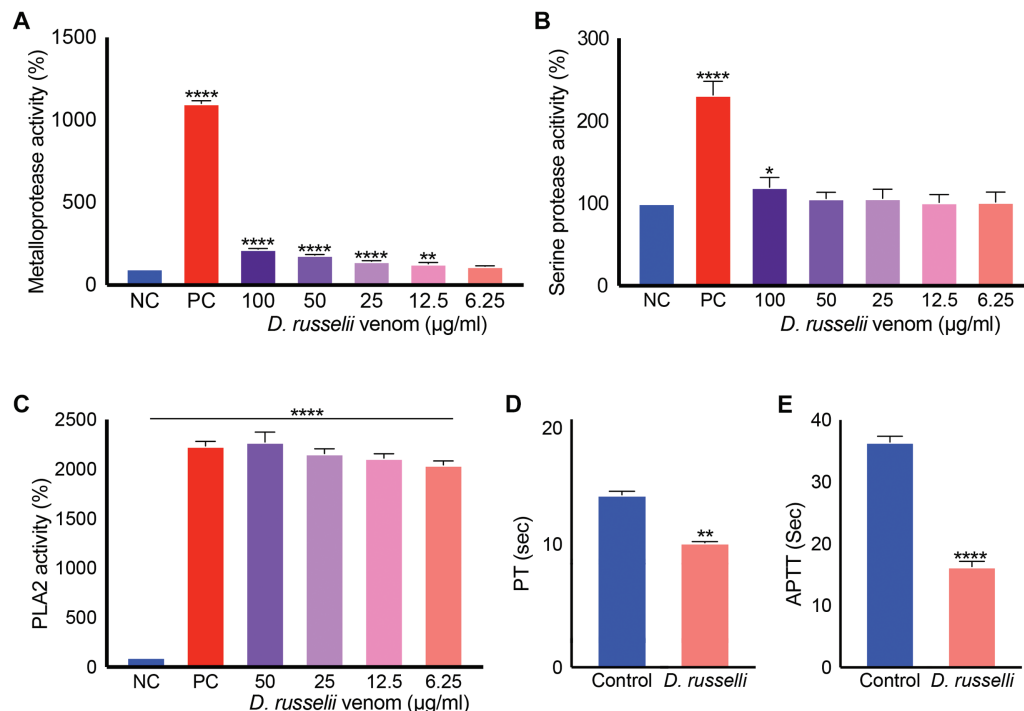 A
Metalloprotease activity (%)
1500
1000
500
0
****
****
****
****
**
NC PC 100 50 25 12.5 6.25
D. russelii venom (µg/ml)
B
Serine protease acitivity (%)
300
200
100
0
****
*
NC PC 100 50 25 12.5 6.25
D. russelii venom (µg/ml)
C
PLA2 activity (%)
2500
2000
1500
1000
500
0
****
NC PC 50 25 12.5 6.25
D. russelii venom (µg/ml)
D
PT (sec)
20
10
0
**
Control D. russelli
E
APTT (Sec)
40
30
20
10
0
****
Control D. russelli